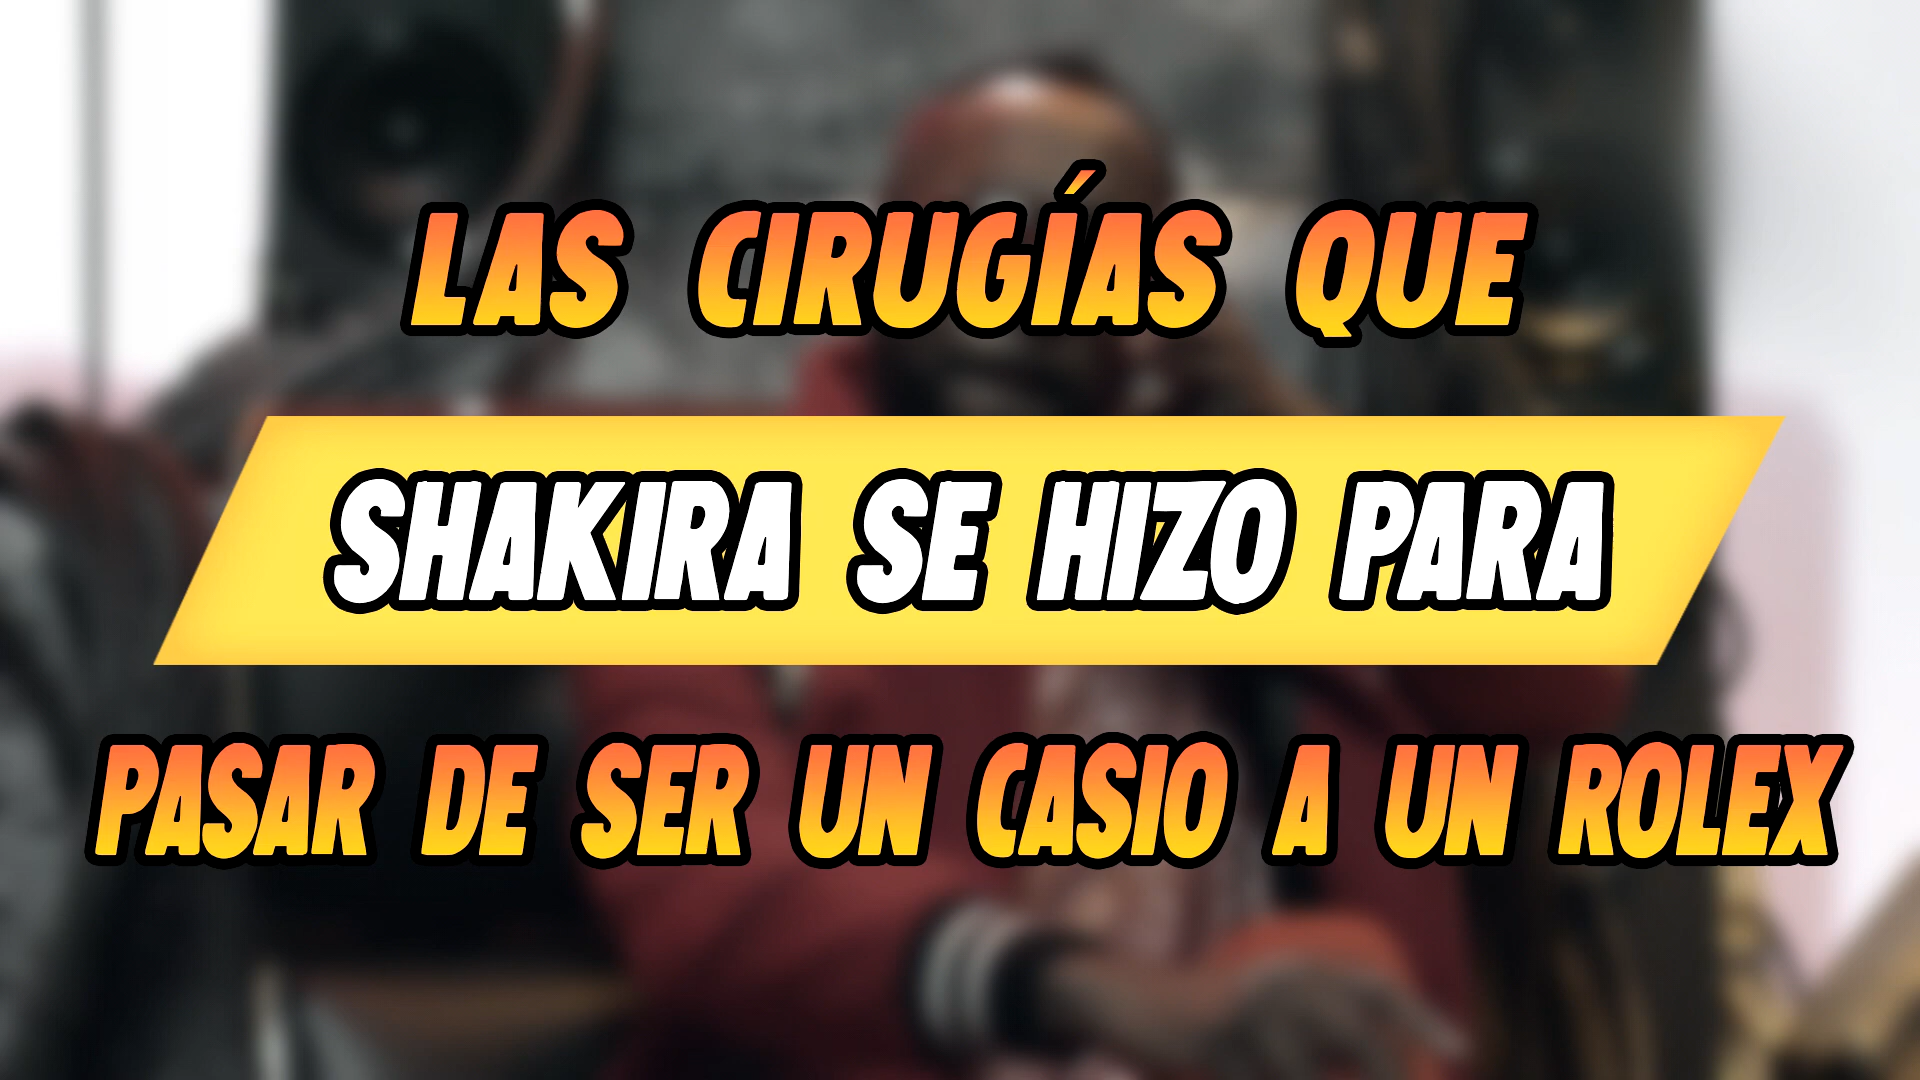 LAS CIRUGÍAS QUE
SHAKIRA SE HIZO PARA
PASAR DE SER UN CASIO A UN ROLEX